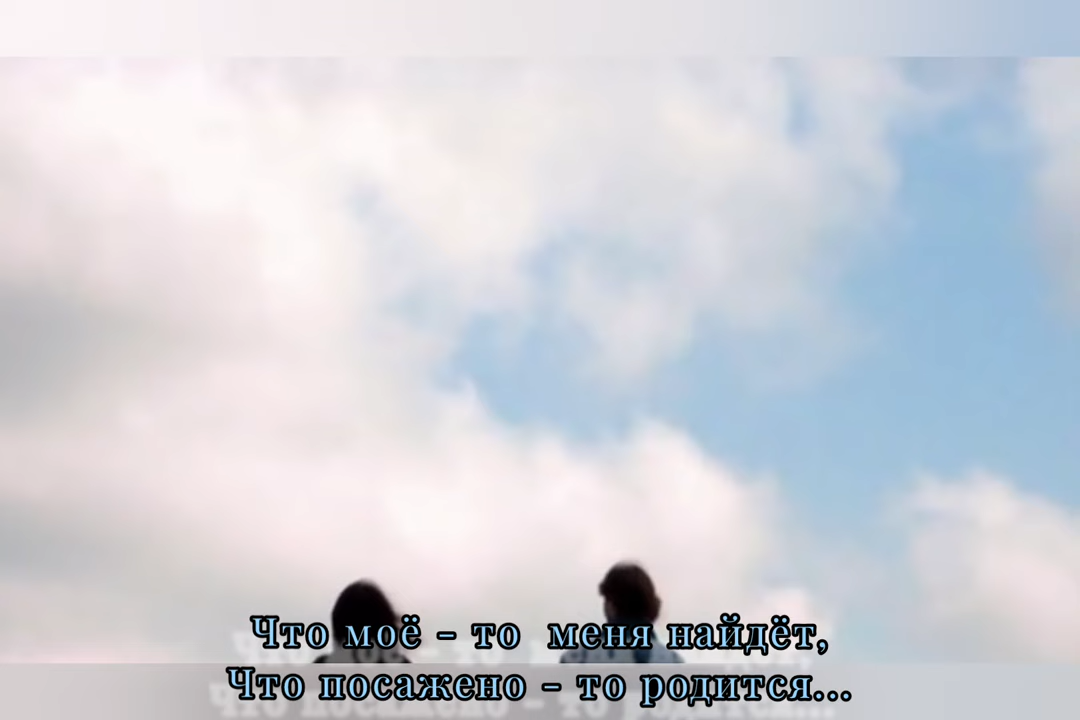 Что моё - то меня найдёт,
Что посажено - то родится...